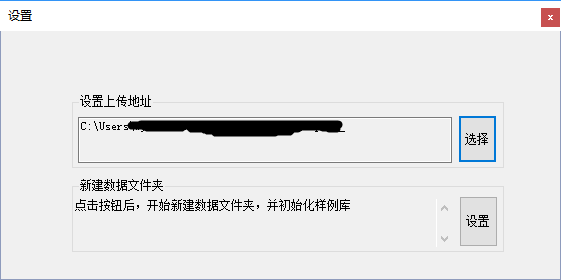 设置
x
设置上传地址
C:\Users\
选择
新建数据文件夹
点击按钮后，开始新建数据文件夹，并初始化样例库
设置